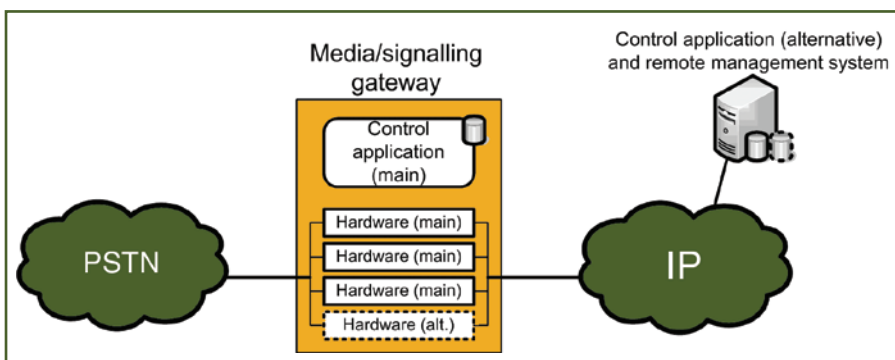 Media/signalling
gateway
Control application (alternative)
and remote management system
Control
application
(main)
Hardware (main)
Hardware (main)
Hardware (main)
Hardware (alt.)
PSTN
IP